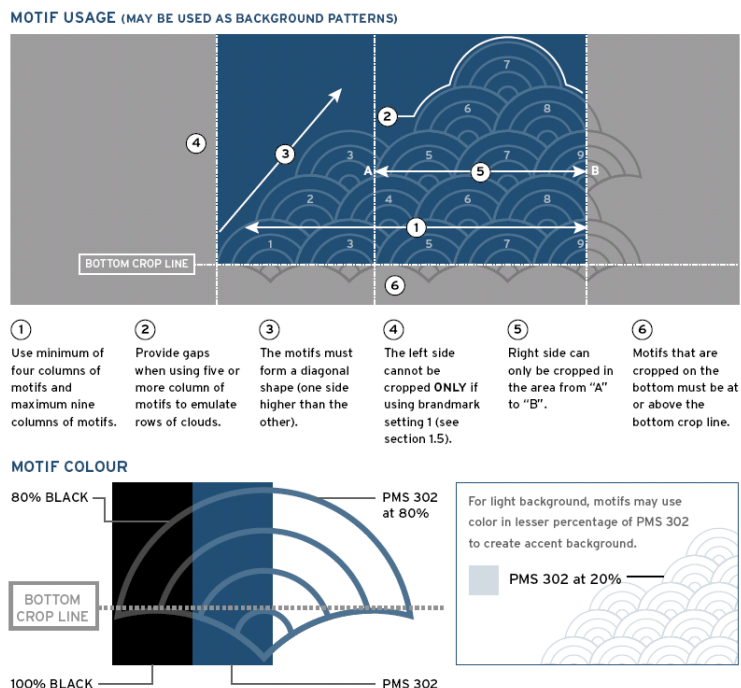 MOTIF USAGE (MAY BE USED AS BACKGROUND PATTERNS)
7
2
6 8
4
3
3 5 7 9
A 5 B
2 4 6 8
1
1 3 5 7 9
BOTTOM CROP LINE
6
1
Use minimum of
four columns of
motifs and
maximum nine
columns of motifs.
2
Provide gaps
when using five or
more column of
motifs to emulate
rows of clouds.
3
The motifs must
form a diagonal
shape (one side
higher than the
other).
4
The left side
cannot be
cropped ONLY if
using brandmark
setting 1 (see
section 1.5).
5
Right side can
only be cropped in
the area from “A”
to “B”.
6
Motifs that are
cropped on the
bottom must be at
or above the
bottom crop line.
MOTIF COLOUR
80% BLACK
PMS 302
at 80%
BOTTOM
CROP LINE
100% BLACK
PMS 302
For light background, motifs may use
color in lesser percentage of PMS 302
to create accent background.
PMS 302 at 20%